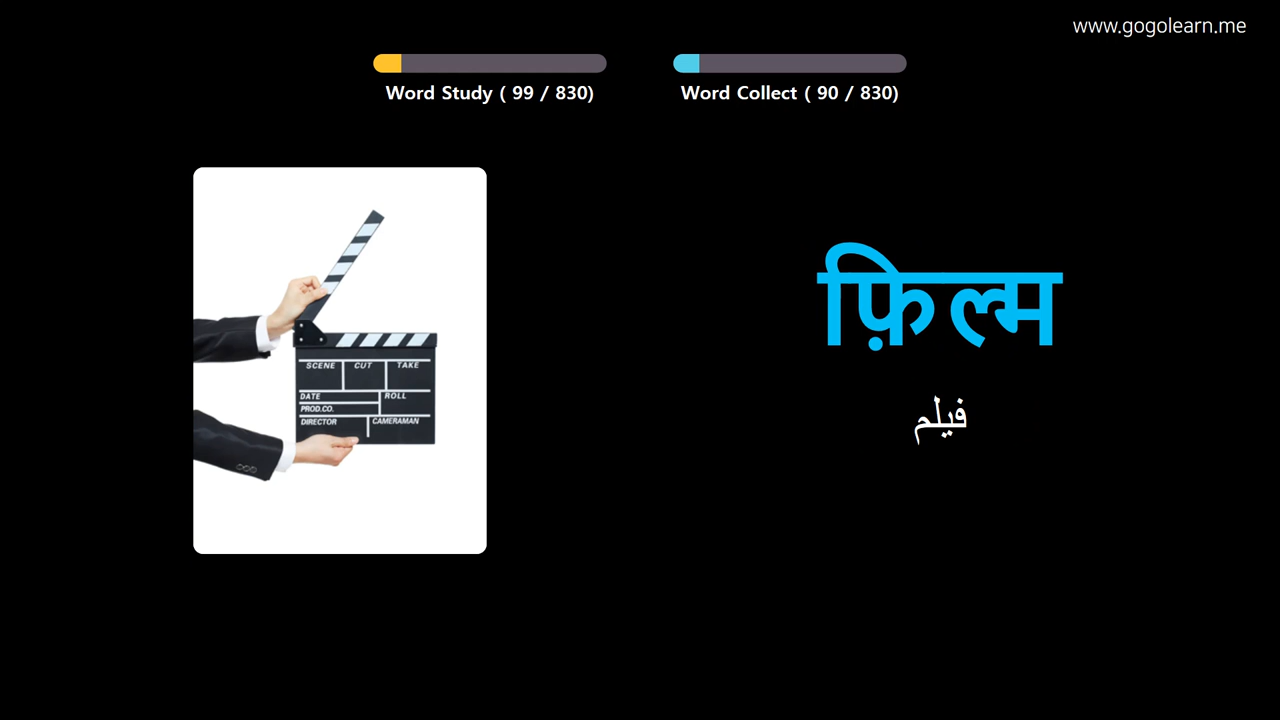 www.gogolearn.me
Word Study ( 99 / 830)
Word Collect ( 90 / 830)
SCENE CUT TAKE
DATE ROLL
PROD.CO.
DIRECTOR CAMERAMAN
फ़िल्म
فيلم